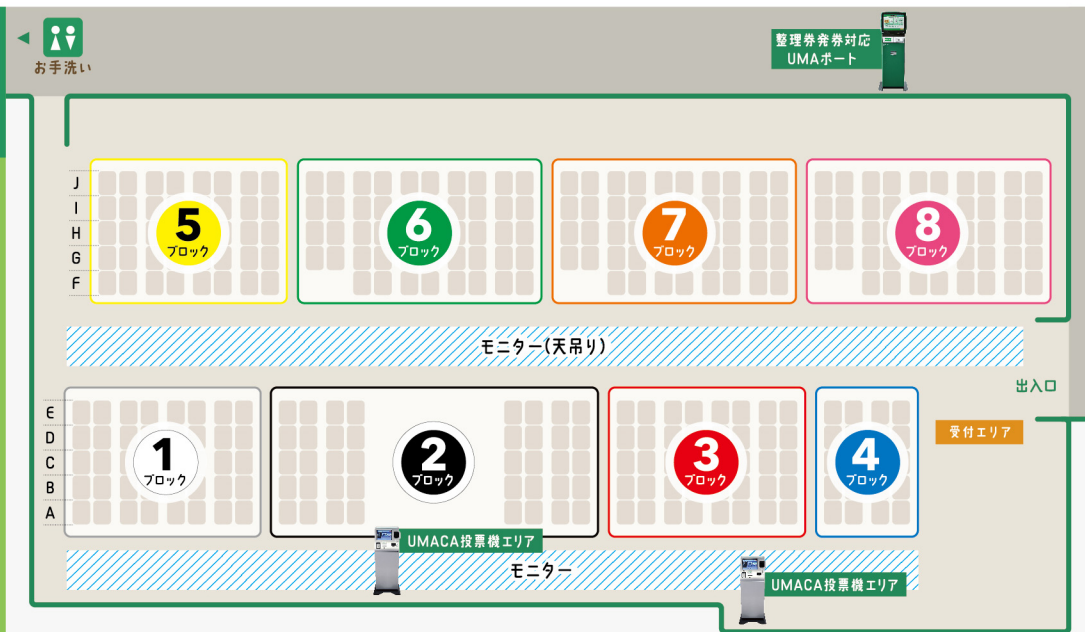 お手洗い
整理券発券対応
UMAポート
J
I
H
G
F
5
ブロック
6
ブロック
7
ブロック
8
ブロック
モニター(天吊り)
出入口
E
D
C
B
A
1
ブロック
2
ブロック
3
ブロック
4
ブロック
受付エリア
UMACA投票機エリア
モニター
UMACA投票機エリア